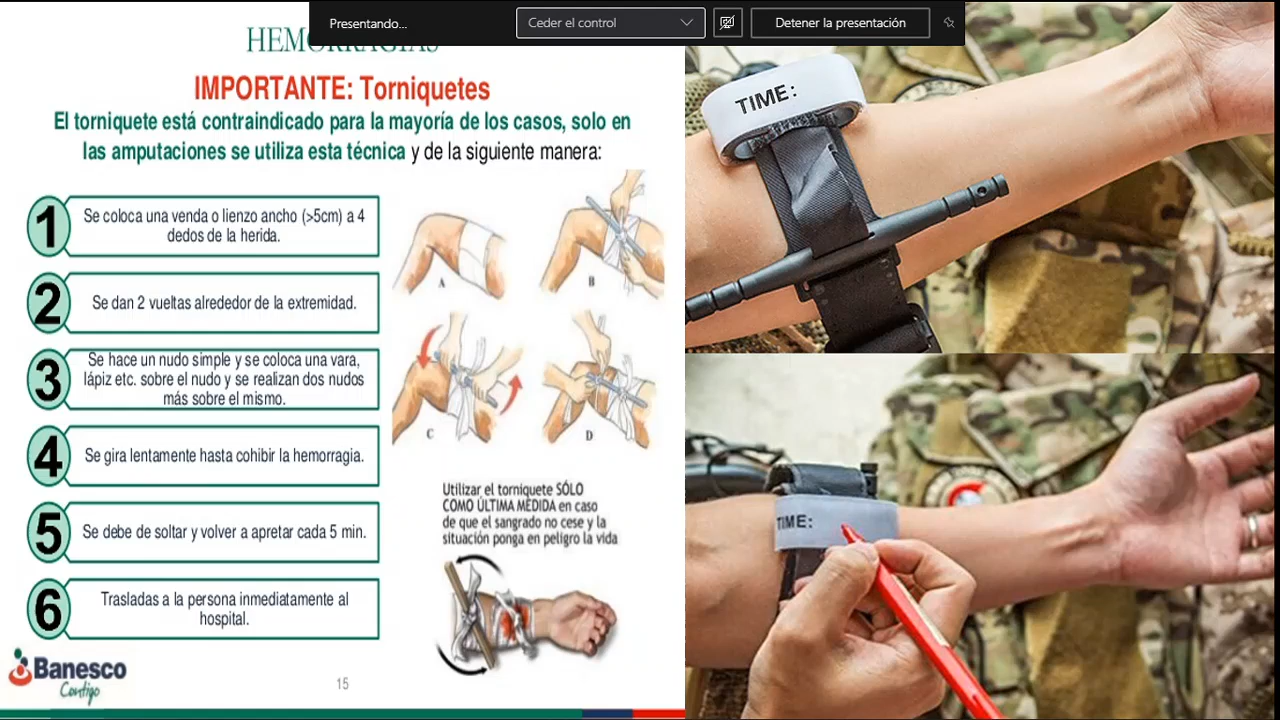 Presentando...
Ceder el control
Detener la presentación
HEMORRAGIAS
IMPORTANTE: Torniquetes
El torniquete está contraindicado para la mayoría de los casos, solo en
las amputaciones se utiliza esta técnica y de la siguiente manera:
1
Se coloca una venda o lienzo ancho (>5cm) a 4
dedos de la herida.
2
Se dan 2 vueltas alrededor de la extremidad.
3
Se hace un nudo simple y se coloca una vara,
lápiz etc. sobre el nudo y se realizan dos nudos
más sobre el mismo.
4
Se gira lentamente hasta cohibir la hemorragia.
5
Se debe de soltar y volver a apretar cada 5 min.
6
Trasladas a la persona inmediatamente al
hospital.
A
B
C
D
Utilizar el torniquete SÓLO
COMO ÚLTIMA MEDIDA en caso
de que el sangrado no cese y la
situación ponga en peligro la vida
Banesco
Contigo
15
TIME:
TIME: